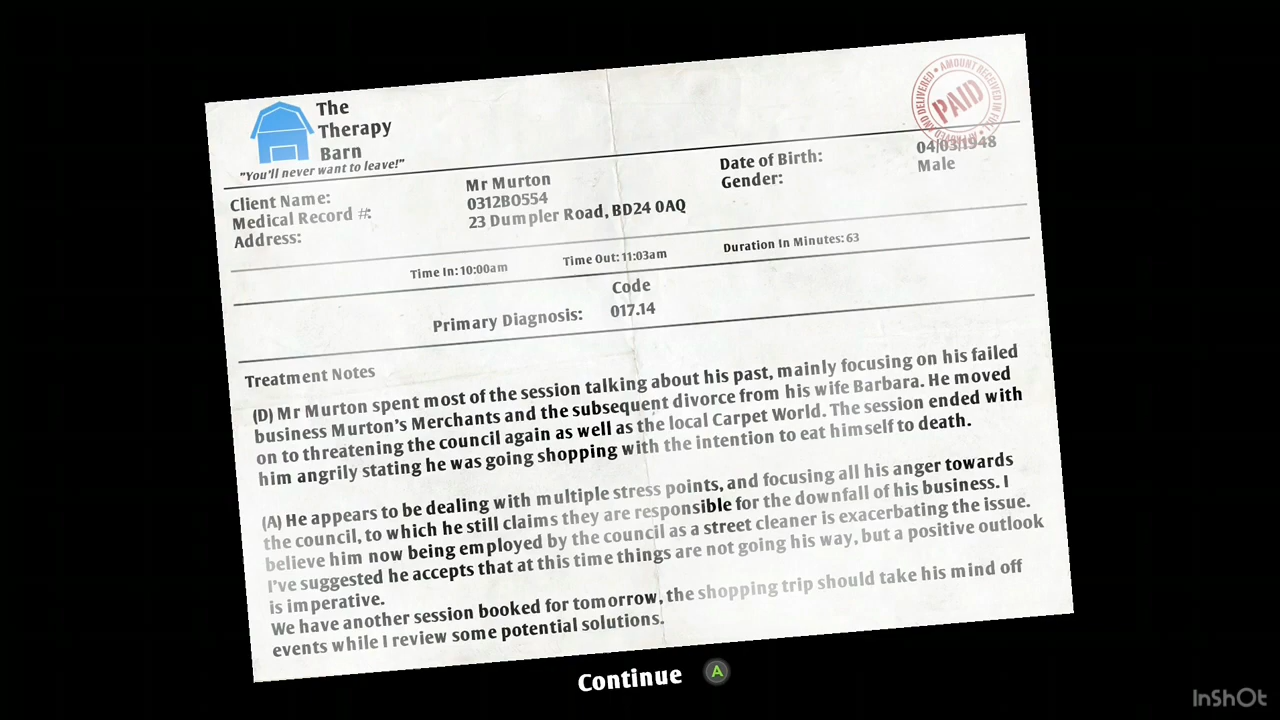 The
Therapy
Barn
"You'll never want to leave!"
AND DELIVERED • AMOUNT RECEIVED IN FULL
PAID
Client Name: Mr Murton Date of Birth: 04/03/1948
Medical Record #: 0312B0554 Gender: Male
Address: 23 Dumpler Road, BD24 0AQ
Time In: 10:00am Time Out: 11:03am Duration In Minutes: 63
Code
Primary Diagnosis: 017.14
Treatment Notes
(D) Mr Murton spent most of the session talking about his past, mainly focusing on his failed
business Murton's Merchants and the subsequent divorce from his wife Barbara. He moved
on to threatening the council again as well as the local Carpet World. The session ended with
him angrily stating he was going shopping with the intention to eat himself to death.
(A) He appears to be dealing with multiple stress points, and focusing all his anger towards
the council, to which he still claims they are responsible for the downfall of his business. I
believe him now being employed by the council as a street cleaner is exacerbating the issue.
I've suggested he accepts that at this time things are not going his way, but a positive outlook
is imperative.
We have another session booked for tomorrow, the shopping trip should take his mind off
events while I review some potential solutions.
Continue A
InShOt